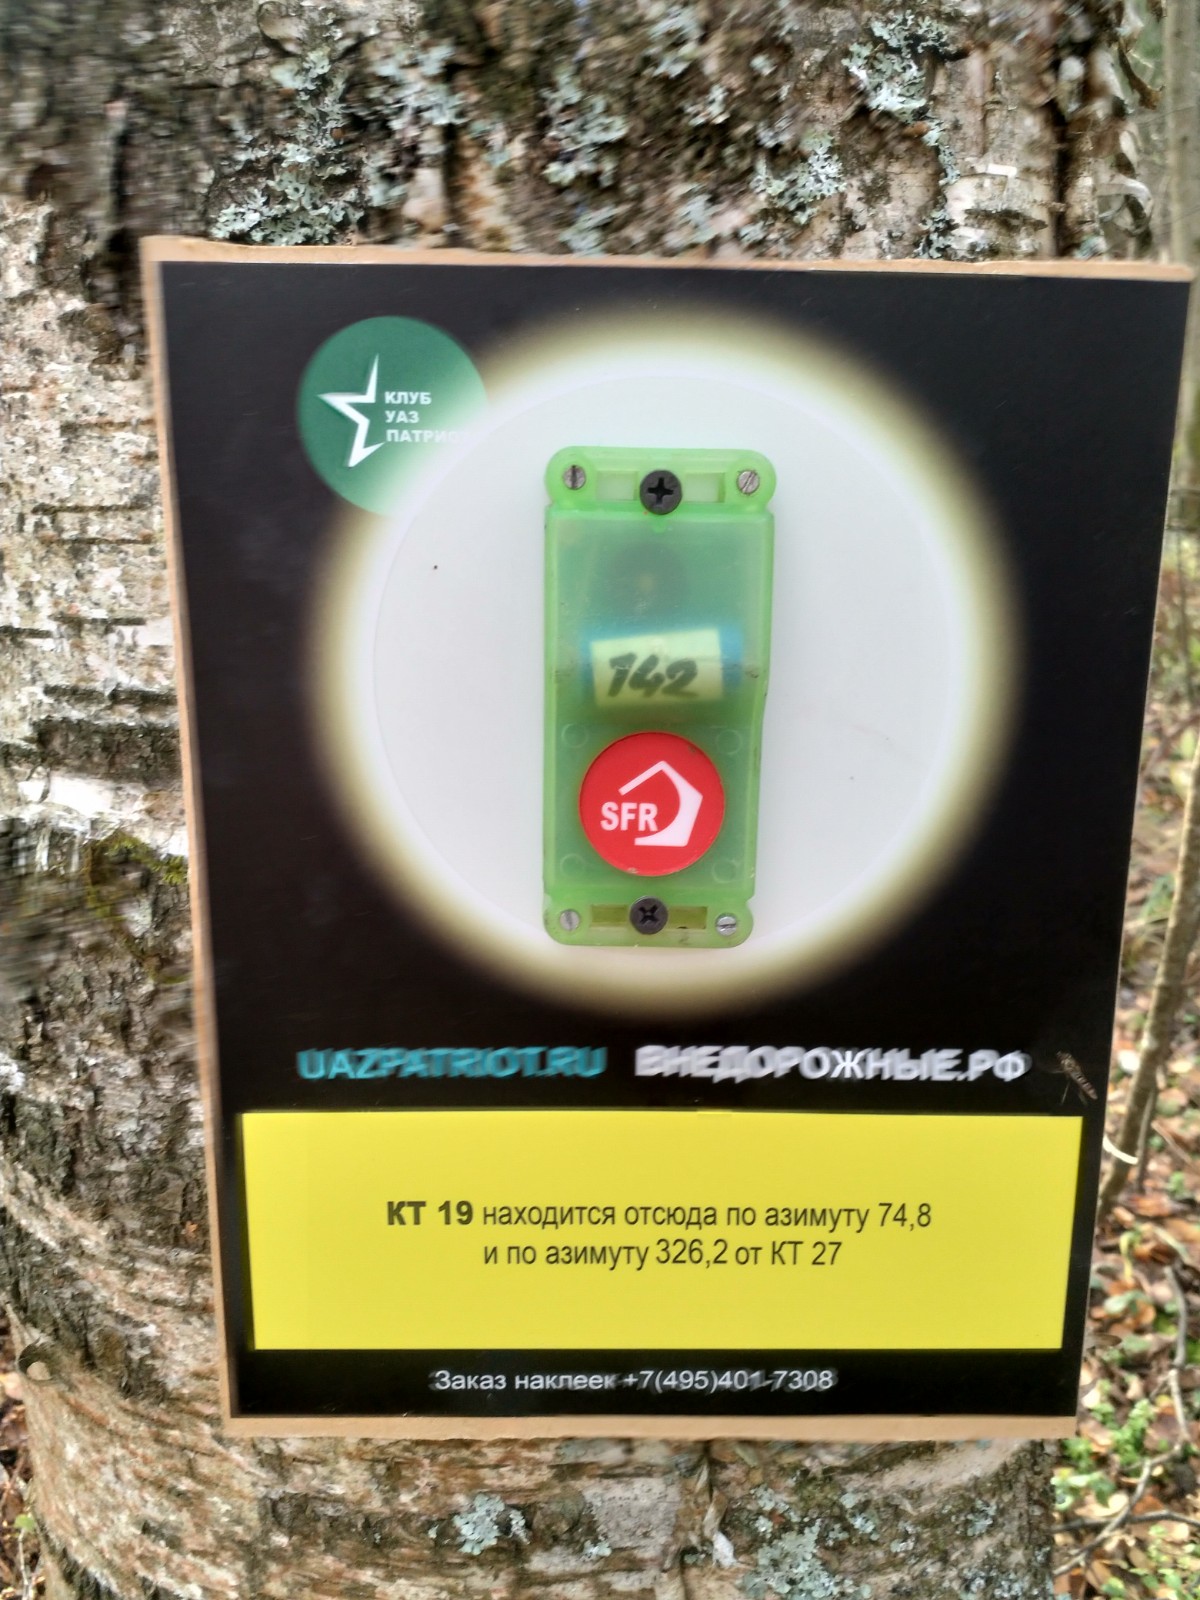 КЛУБ
УАЗ
ПАТРИОТ
142
SFR
UAZPATRIOT.RU ВНЕДОРОЖНЫЕ.РФ
КТ 19 находится отсюда по азимуту 74,8
и по азимуту 326,2 от КТ 27
Заказ наклеек +7(495)401-7308